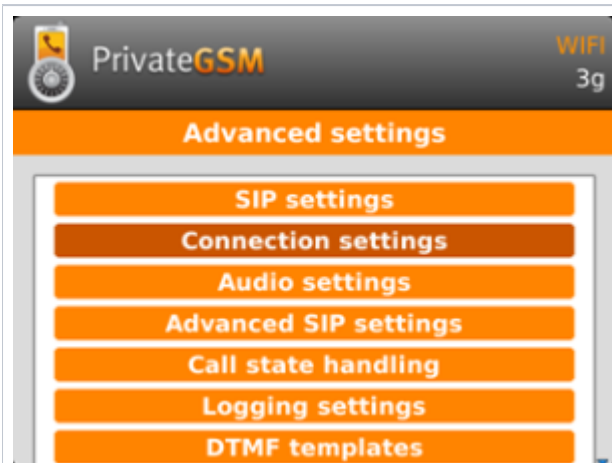 PrivateGSM
WIFI
3g
Advanced settings
SIP settings
Connection settings
Audio settings
Advanced SIP settings
Call state handling
Logging settings
DTMF templates